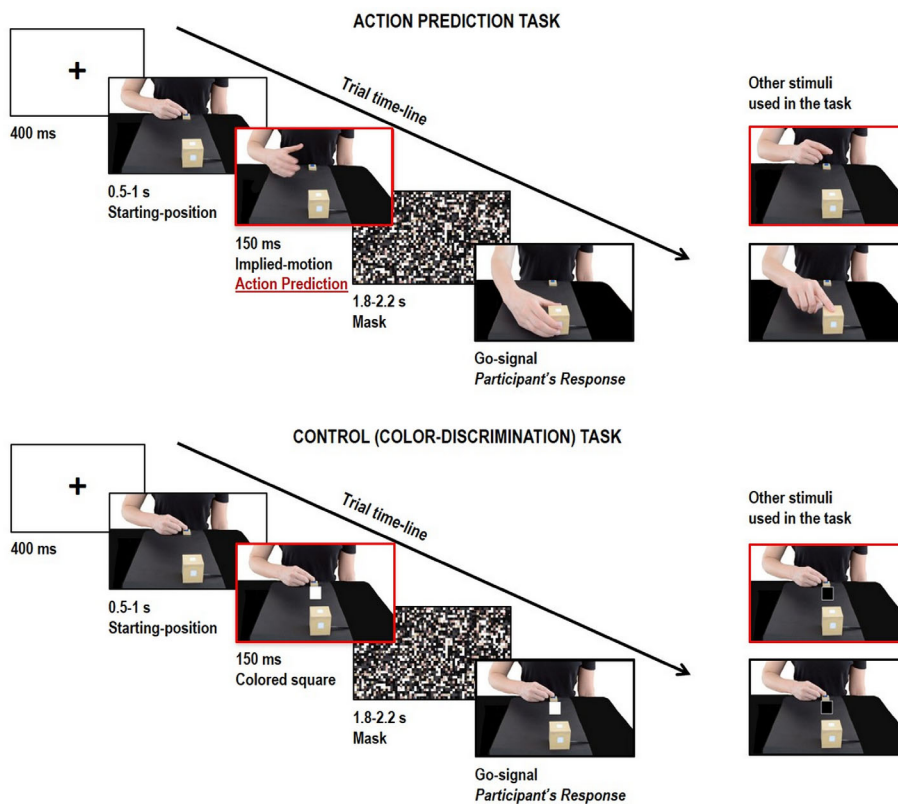 ACTION PREDICTION TASK
Trial time-line
400 ms
0.5-1 s
Starting-position
150 ms
Implied-motion
Action Prediction
1.8-2.2 s
Mask
Go-signal
Participant's Response
Other stimuli
used in the task
CONTROL (COLOR-DISCRIMINATION) TASK
Trial time-line
400 ms
0.5-1 s
Starting-position
150 ms
Colored square
1.8-2.2 s
Mask
Go-signal
Participant's Response
Other stimuli
used in the task